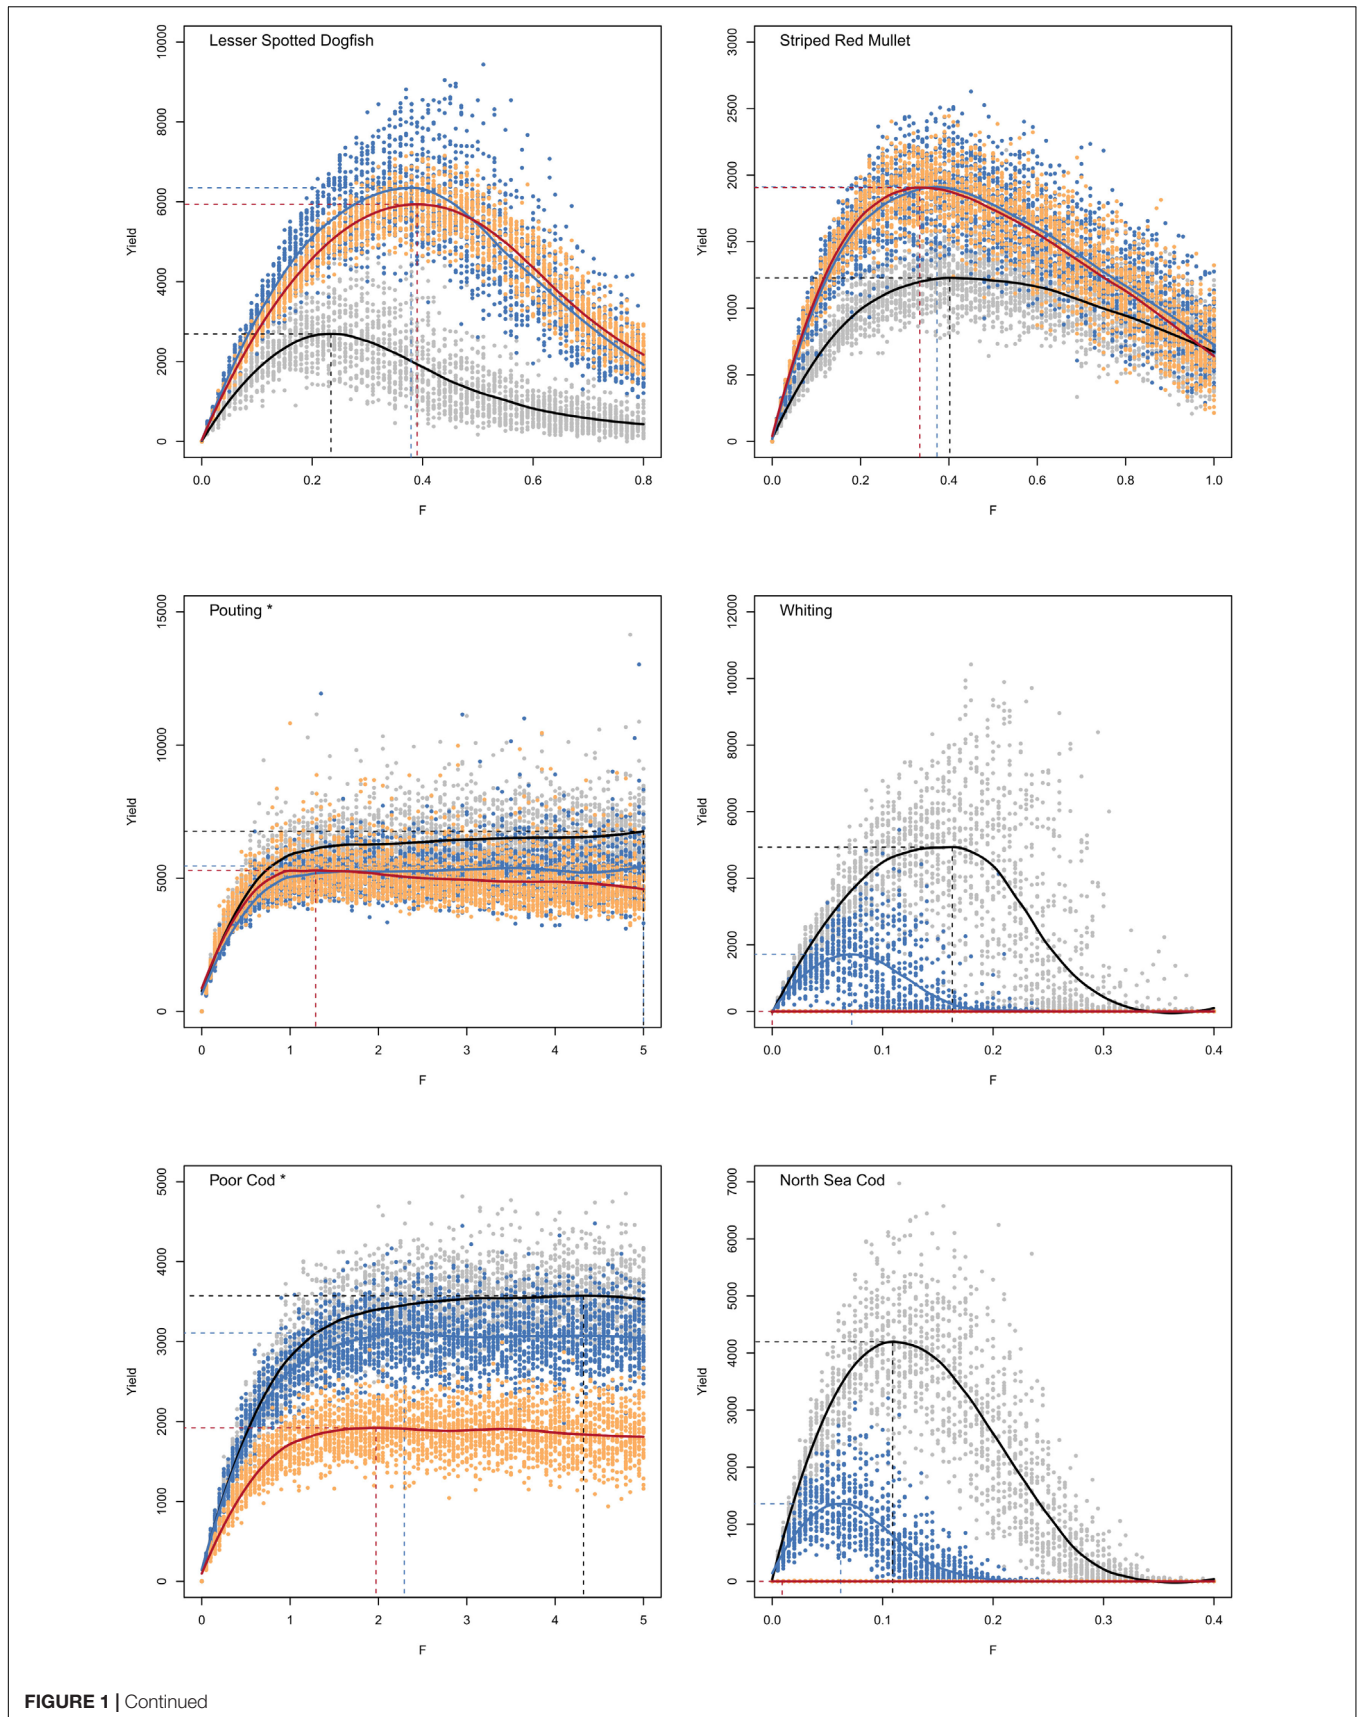 Lesser Spotted Dogfish
Yield
10000
8000
6000
4000
2000
0
0.0 0.2 0.4 0.6 0.8
F
Striped Red Mullet
Yield
3000
2500
2000
1500
1000
500
0
0.0 0.2 0.4 0.6 0.8 1.0
F
Pouting *
Yield
15000
10000
5000
0
0 1 2 3 4 5
F
Whiting
Yield
12000
10000
8000
6000
4000
2000
0
0.0 0.1 0.2 0.3 0.4
F
Poor Cod *
Yield
5000
4000
3000
2000
1000
0
0 1 2 3 4 5
F
North Sea Cod
Yield
7000
6000
5000
4000
3000
2000
1000
0
0.0 0.1 0.2 0.3 0.4
F
FIGURE 1 | Continued